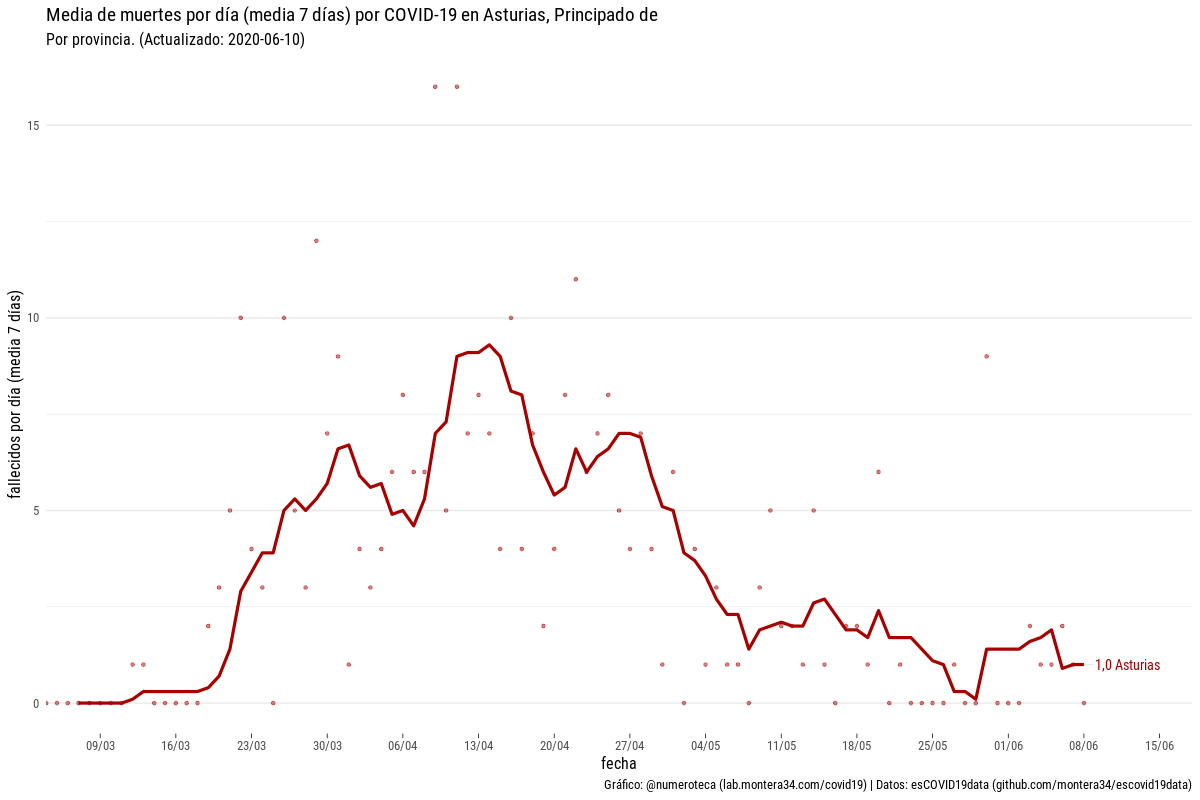 Media de muertes por día (media 7 días) por COVID-19 en Asturias, Principado de
Por provincia. (Actualizado: 2020-06-10)
fallecidos por día (media 7 días)
15
10
5
0
1,0 Asturias
09/03 16/03 23/03 30/03 06/04 13/04 20/04 27/04 04/05 11/05 18/05 25/05 01/06 08/06 15/06
fecha
Gráfico: @numeroteca (lab.montera34.com/covid19) | Datos: esCOVID19data (github.com/montera34/escovid19data)